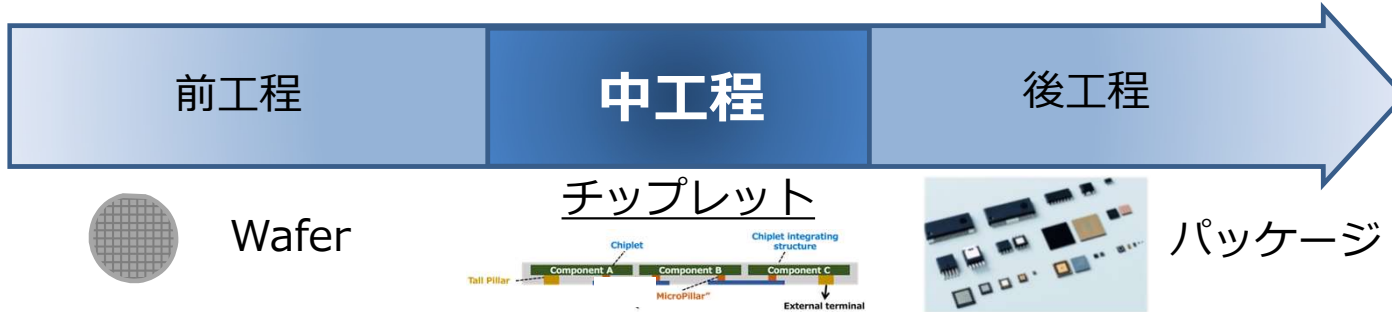 前工程
中工程
後工程
Wafer
チップレット
パッケージ
Chiplet
Chiplet integrating
structure
Component A
Component B
Component C
Tall Pillar
MicroPillar"
External terminal